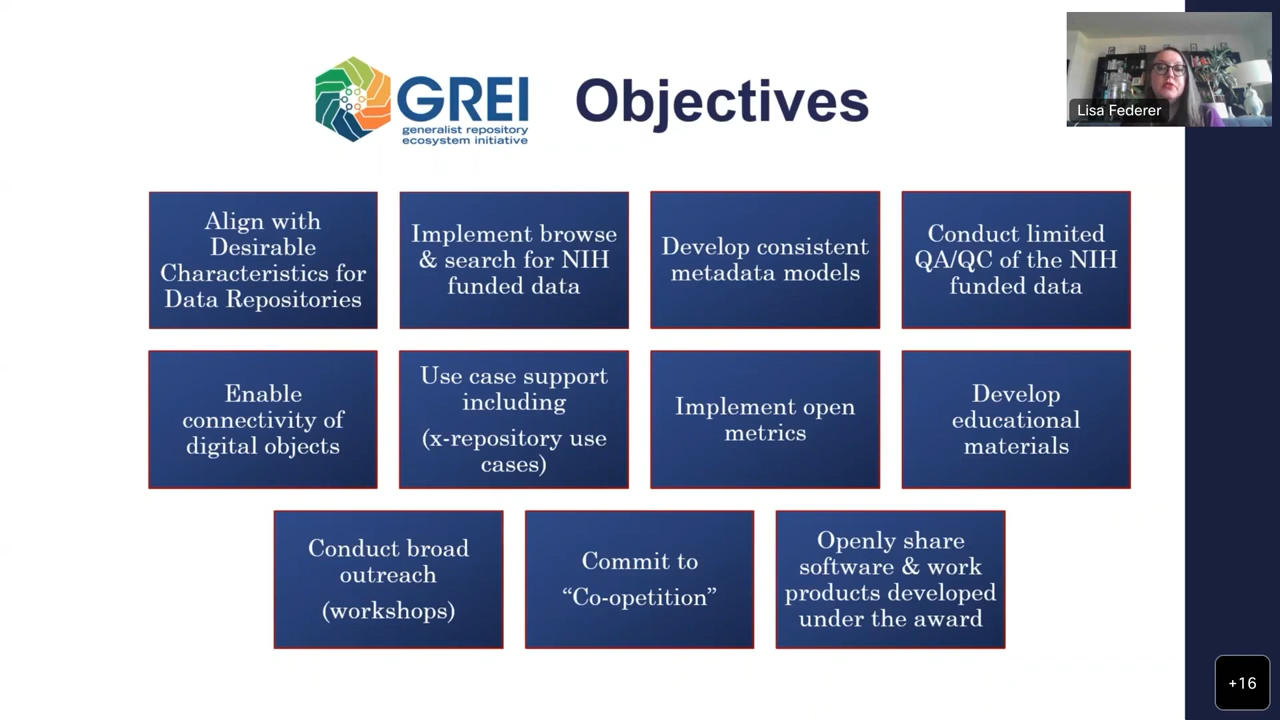 GREI
generalist repository
ecosystem initiative
Objectives
Lisa Federer
Align with
Desirable
Characteristics for
Data Repositories
Implement browse
& search for NIH
funded data
Develop consistent
metadata models
Conduct limited
QA/QC of the NIH
funded data
Enable
connectivity of
digital objects
Use case support
including
(x-repository use
cases)
Implement open
metrics
Develop
educational
materials
Conduct broad
outreach
(workshops)
Commit to
“Co-opetition”
Openly share
software & work
products developed
under the award
+16